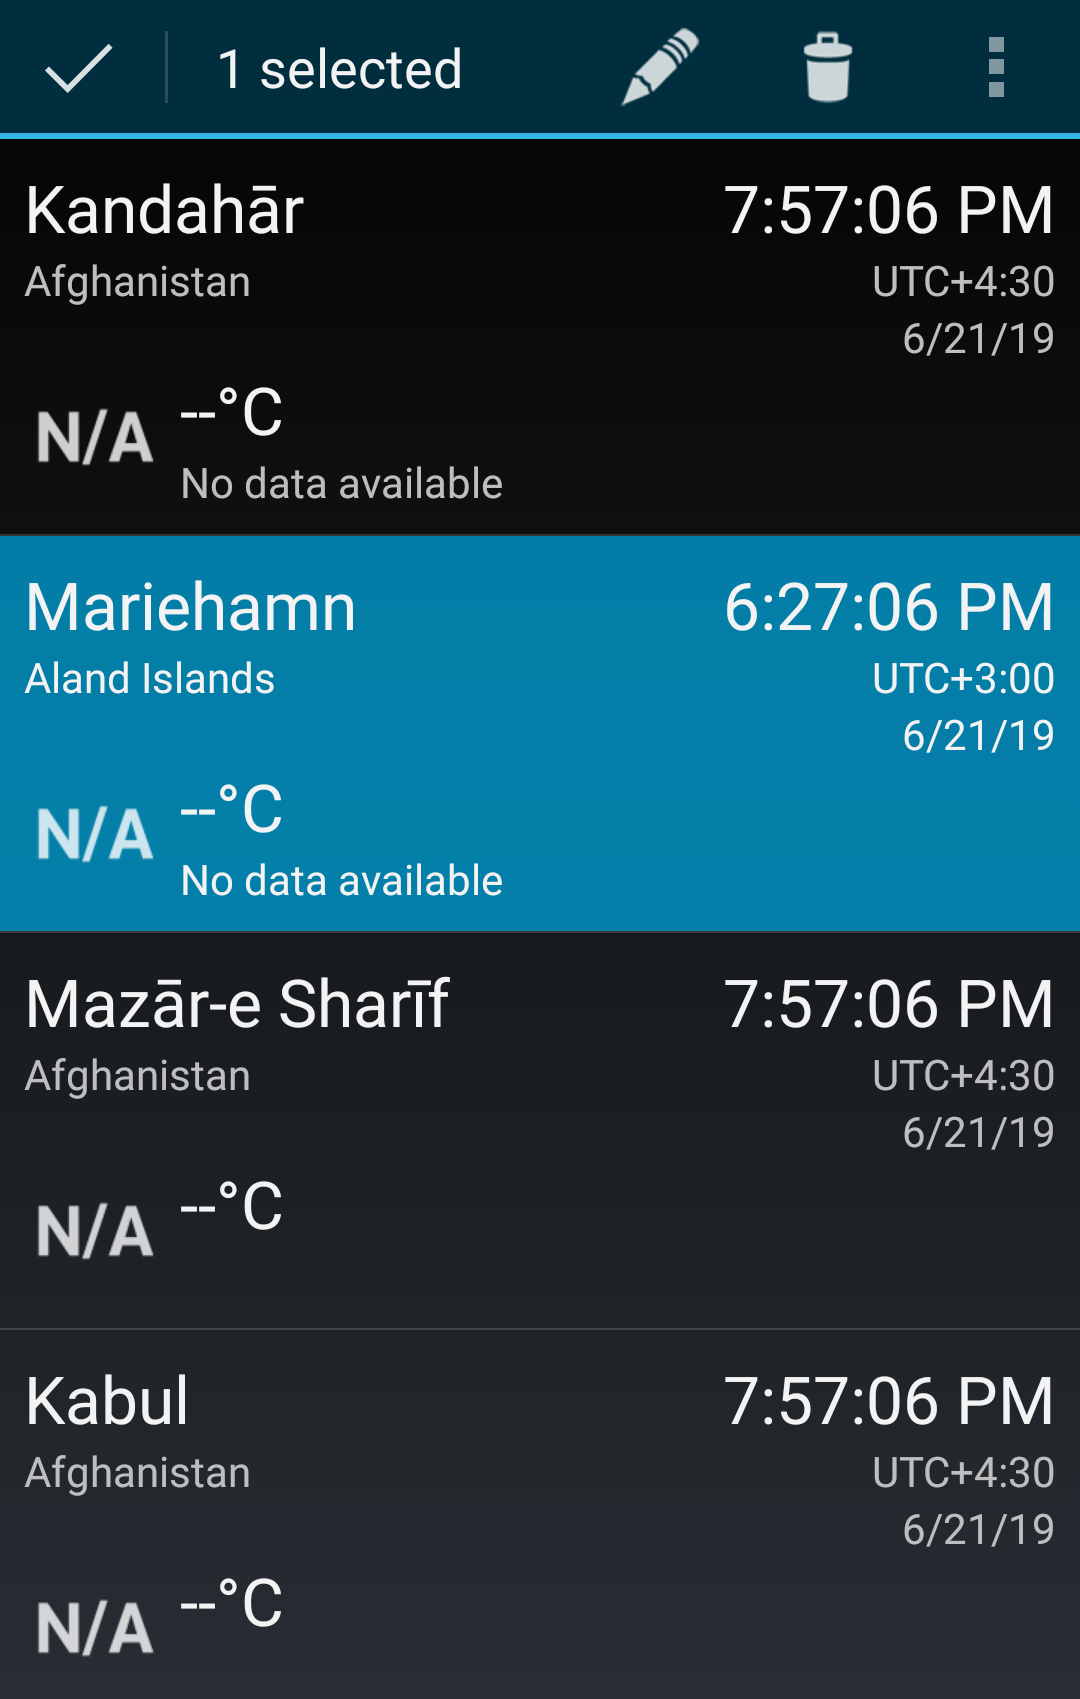 1 selected
Kandahār 7:57:06 PM
Afghanistan UTC+4:30
6/21/19
N/A --°C
No data available
Mariehamn 6:27:06 PM
Aland Islands UTC+3:00
6/21/19
N/A --°C
No data available
Mazār-e Sharīf 7:57:06 PM
Afghanistan UTC+4:30
6/21/19
N/A --°C
Kabul 7:57:06 PM
Afghanistan UTC+4:30
6/21/19
N/A --°C